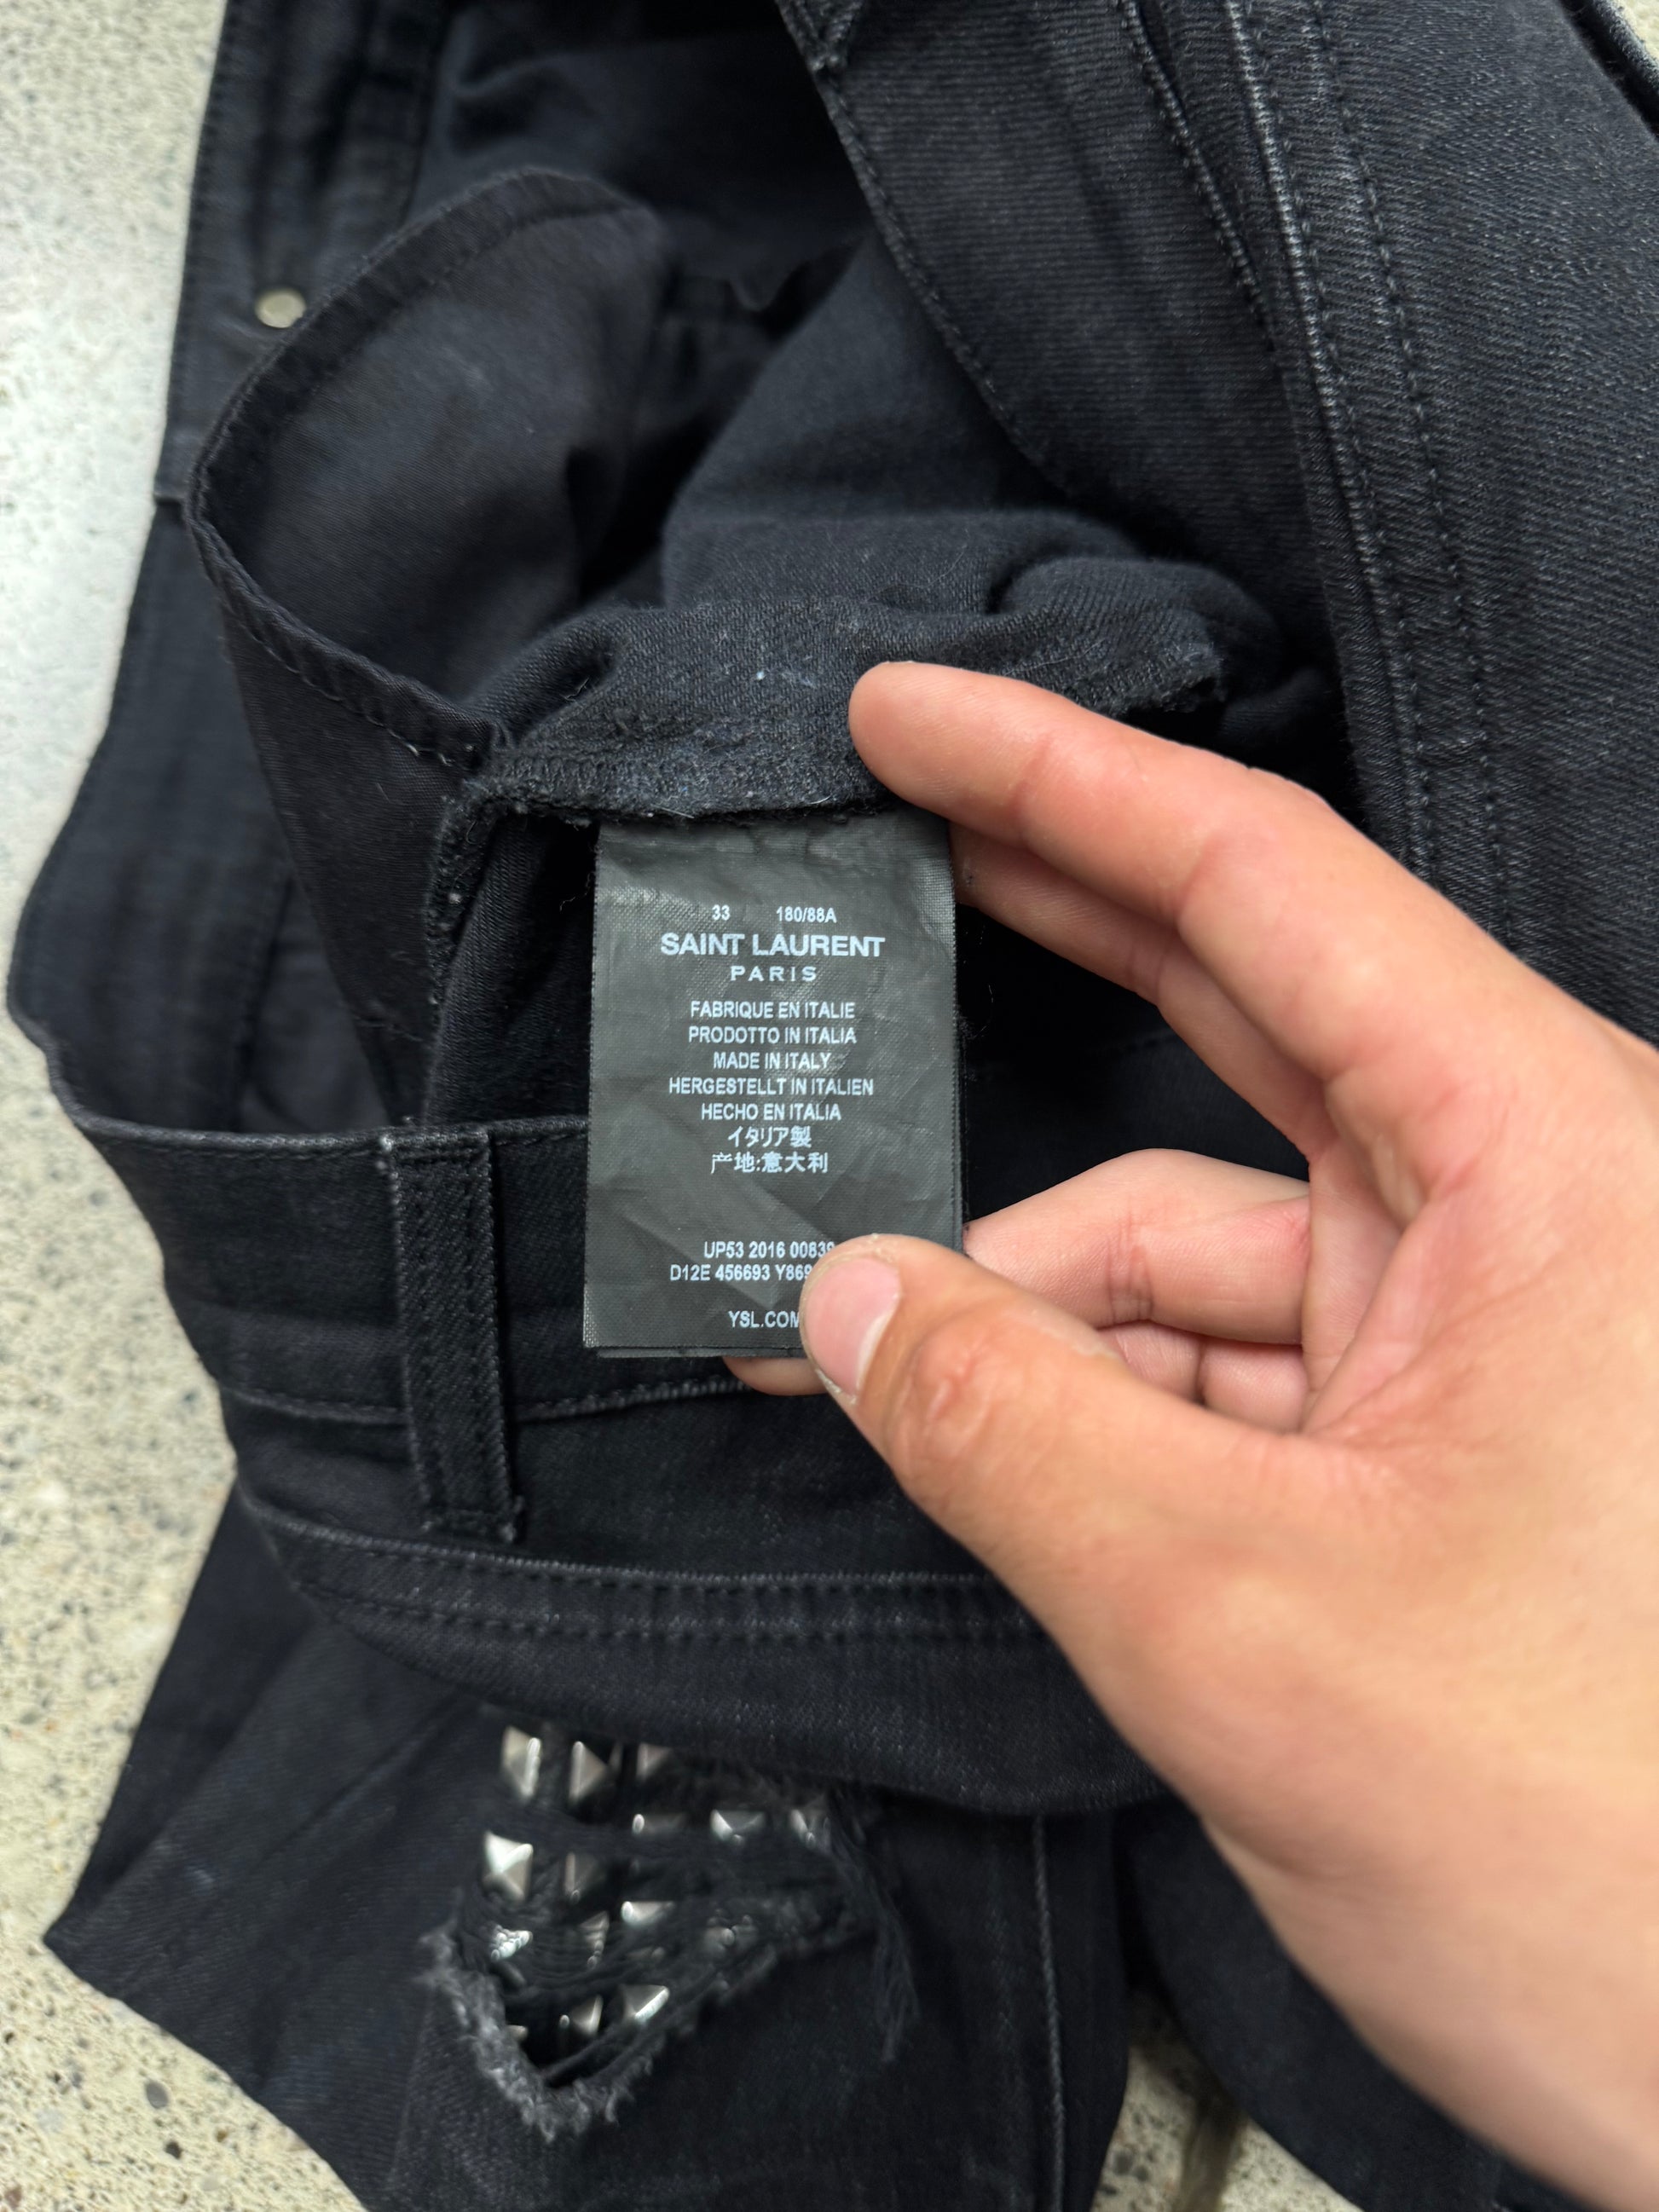 33 180/88A
SAINT LAURENT
PARIS
FABRIQUE EN ITALIE
PRODOTTO IN ITALIA
MADE IN ITALY
HERGESTELLT IN ITALIEN
HECHO EN ITALIA
イタリア製
产地:意大利
UP53 2016 00839
D12E 456693 Y869
YSL.COM